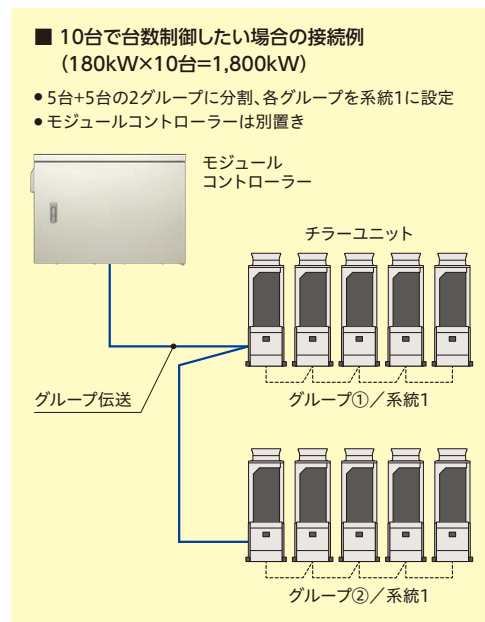 ■ 10台で台数制御したい場合の接続例
（180kW×10台=1,800kW）
● 5台+5台の2グループに分割、各グループを系統1に設定
● モジュールコントローラーは別置き
モジュール
コントローラー
チラーユニット
グループ伝送
グループ①／系統1
グループ②／系統1